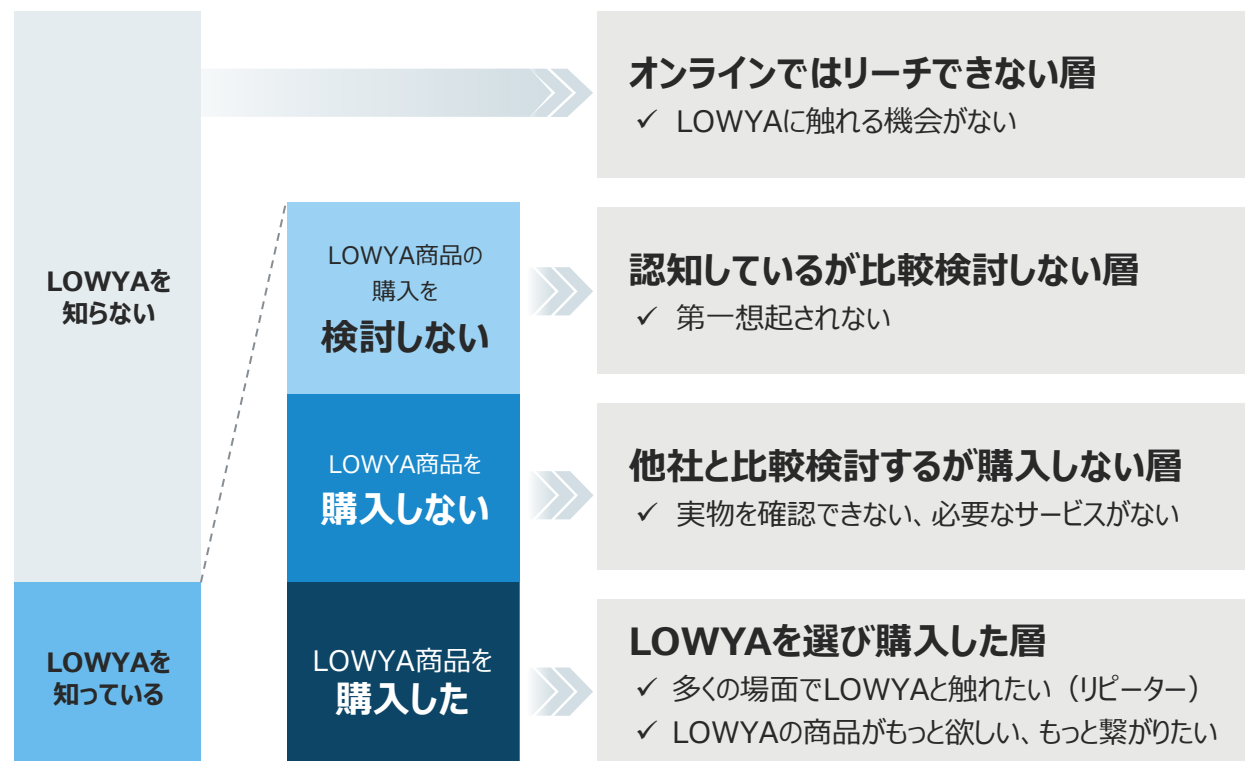 LOWYAを
知らない
LOWYAを
知っている
LOWYA商品の
購入を
検討しない
LOWYA商品を
購入しない
LOWYA商品を
購入した
オンラインではリーチできない層
✓ LOWYAに触れる機会がない
認知しているが比較検討しない層
✓ 第一想起されない
他社と比較検討するが購入しない層
✓ 実物を確認できない、必要なサービスがない
LOWYAを選び購入した層
✓ 多くの場面でLOWYAと触れたい（リピーター）
✓ LOWYAの商品がもっと欲しい、もっと繋がりたい